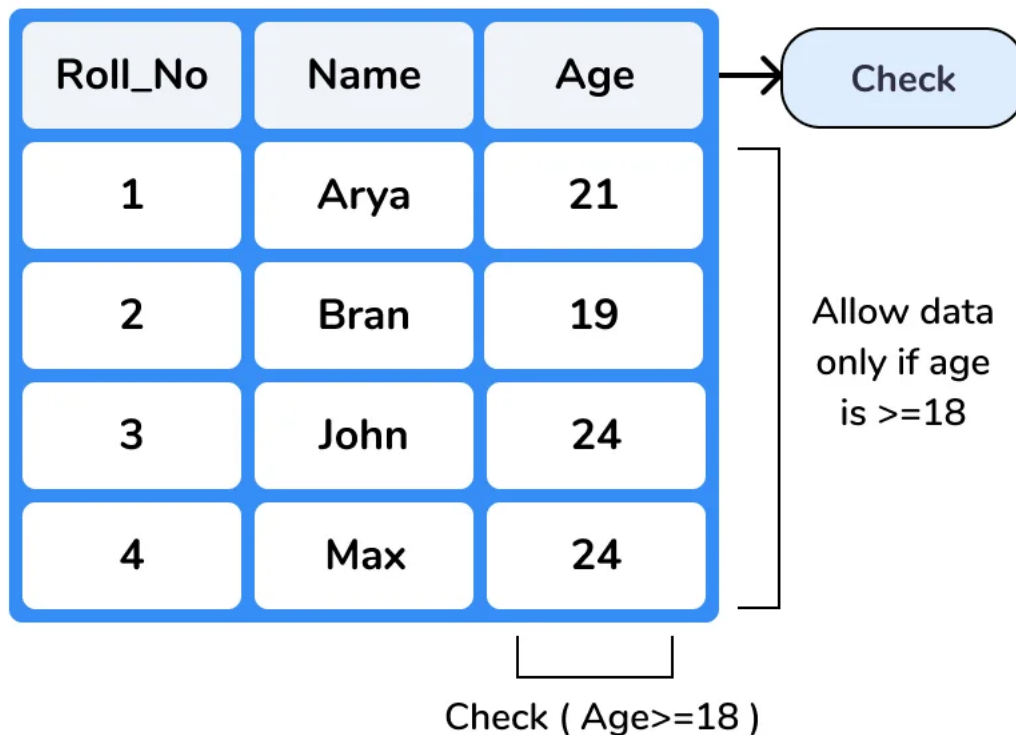 Roll_No Name Age Check
1 Arya 21
2 Bran 19
3 John 24
4 Max 24
Allow data
only if age
is >=18
Check ( Age>=18 )